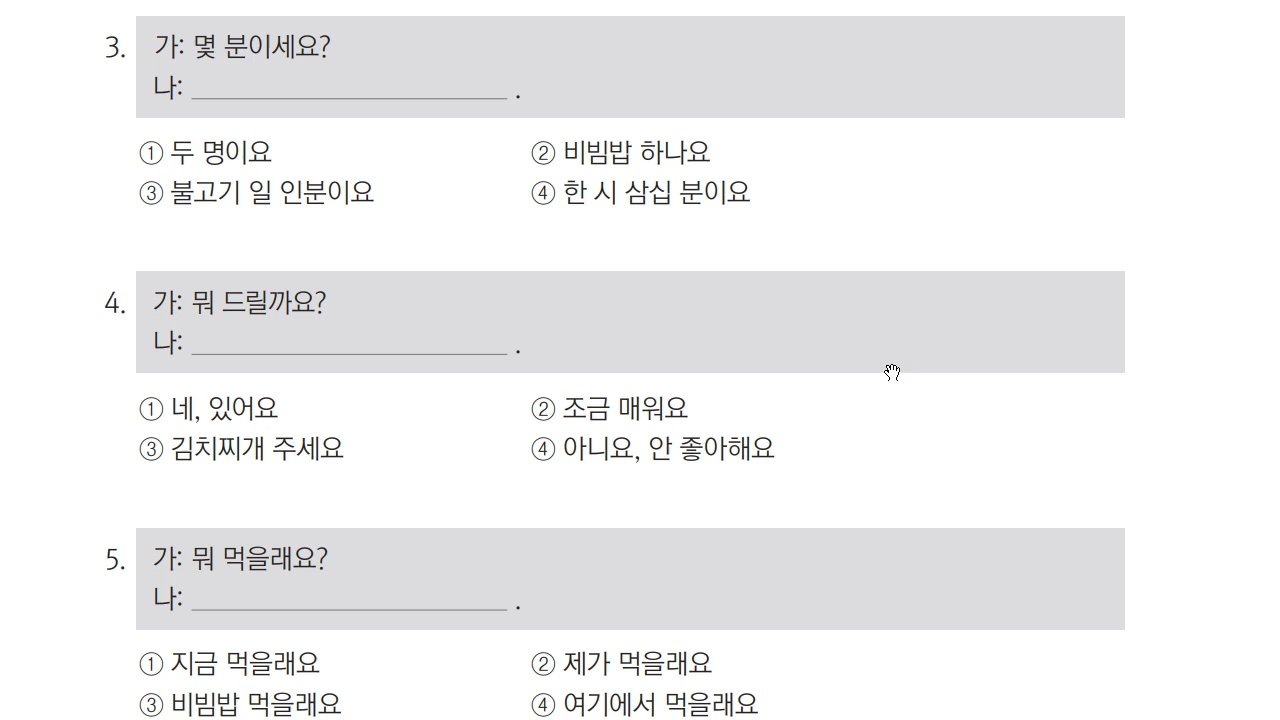 3. 가: 몇 분이세요?
나: ______________________ .
① 두 명이요 ② 비빔밥 하나요
③ 불고기 일 인분이요 ④ 한 시 삼십 분이요
4. 가: 뭐 드릴까요?
나: ______________________ .
① 네, 있어요 ② 조금 매워요
③ 김치찌개 주세요 ④ 아니요, 안 좋아해요
5. 가: 뭐 먹을래요?
나: ______________________ .
① 지금 먹을래요 ② 제가 먹을래요
③ 비빔밥 먹을래요 ④ 여기에서 먹을래요